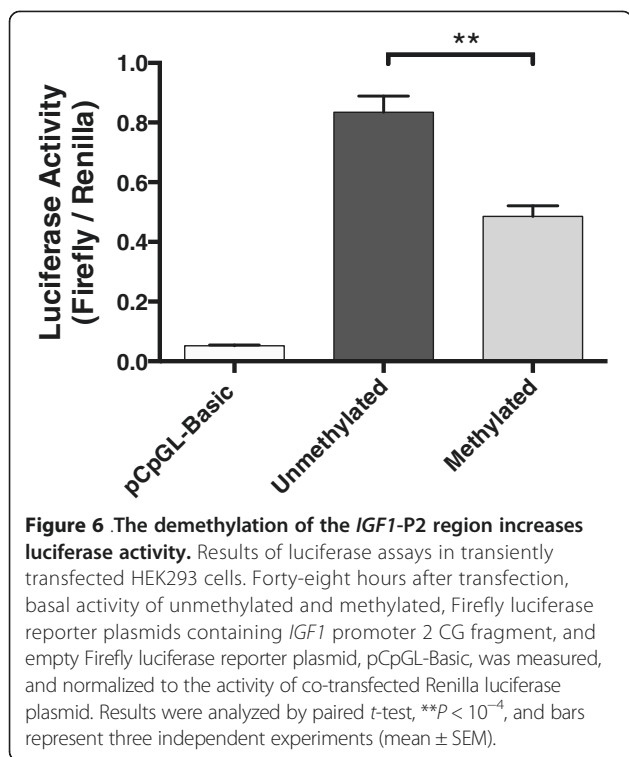 **
Luciferase Activity
(Firefly / Renilla)
1.0
0.8
0.6
0.4
0.2
0.0
pCpGL-Basic
Unmethylated
Methylated
Figure 6 .The demethylation of the IGF1-P2 region increases
luciferase activity. Results of luciferase assays in transiently
transfected HEK293 cells. Forty-eight hours after transfection,
basal activity of unmethylated and methylated, Firefly luciferase
reporter plasmids containing IGF1 promoter 2 CG fragment, and
empty Firefly luciferase reporter plasmid, pCpGL-Basic, was measured,
and normalized to the activity of co-transfected Renilla luciferase
plasmid. Results were analyzed by paired t-test, **P < 10⁻⁴, and bars
represent three independent experiments (mean ± SEM).